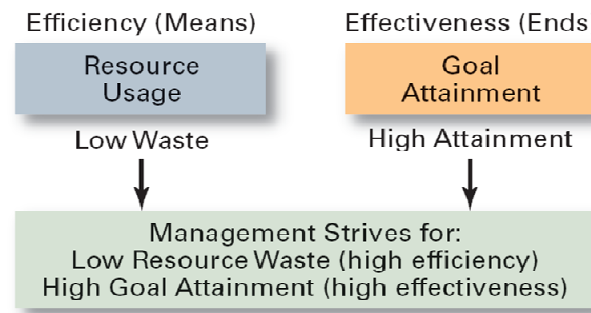 Efficiency (Means)
Effectiveness (Ends
Resource
Usage
Goal
Attainment
Low Waste
High Attainment
Management Strives for:
Low Resource Waste (high efficiency)
High Goal Attainment (high effectiveness)